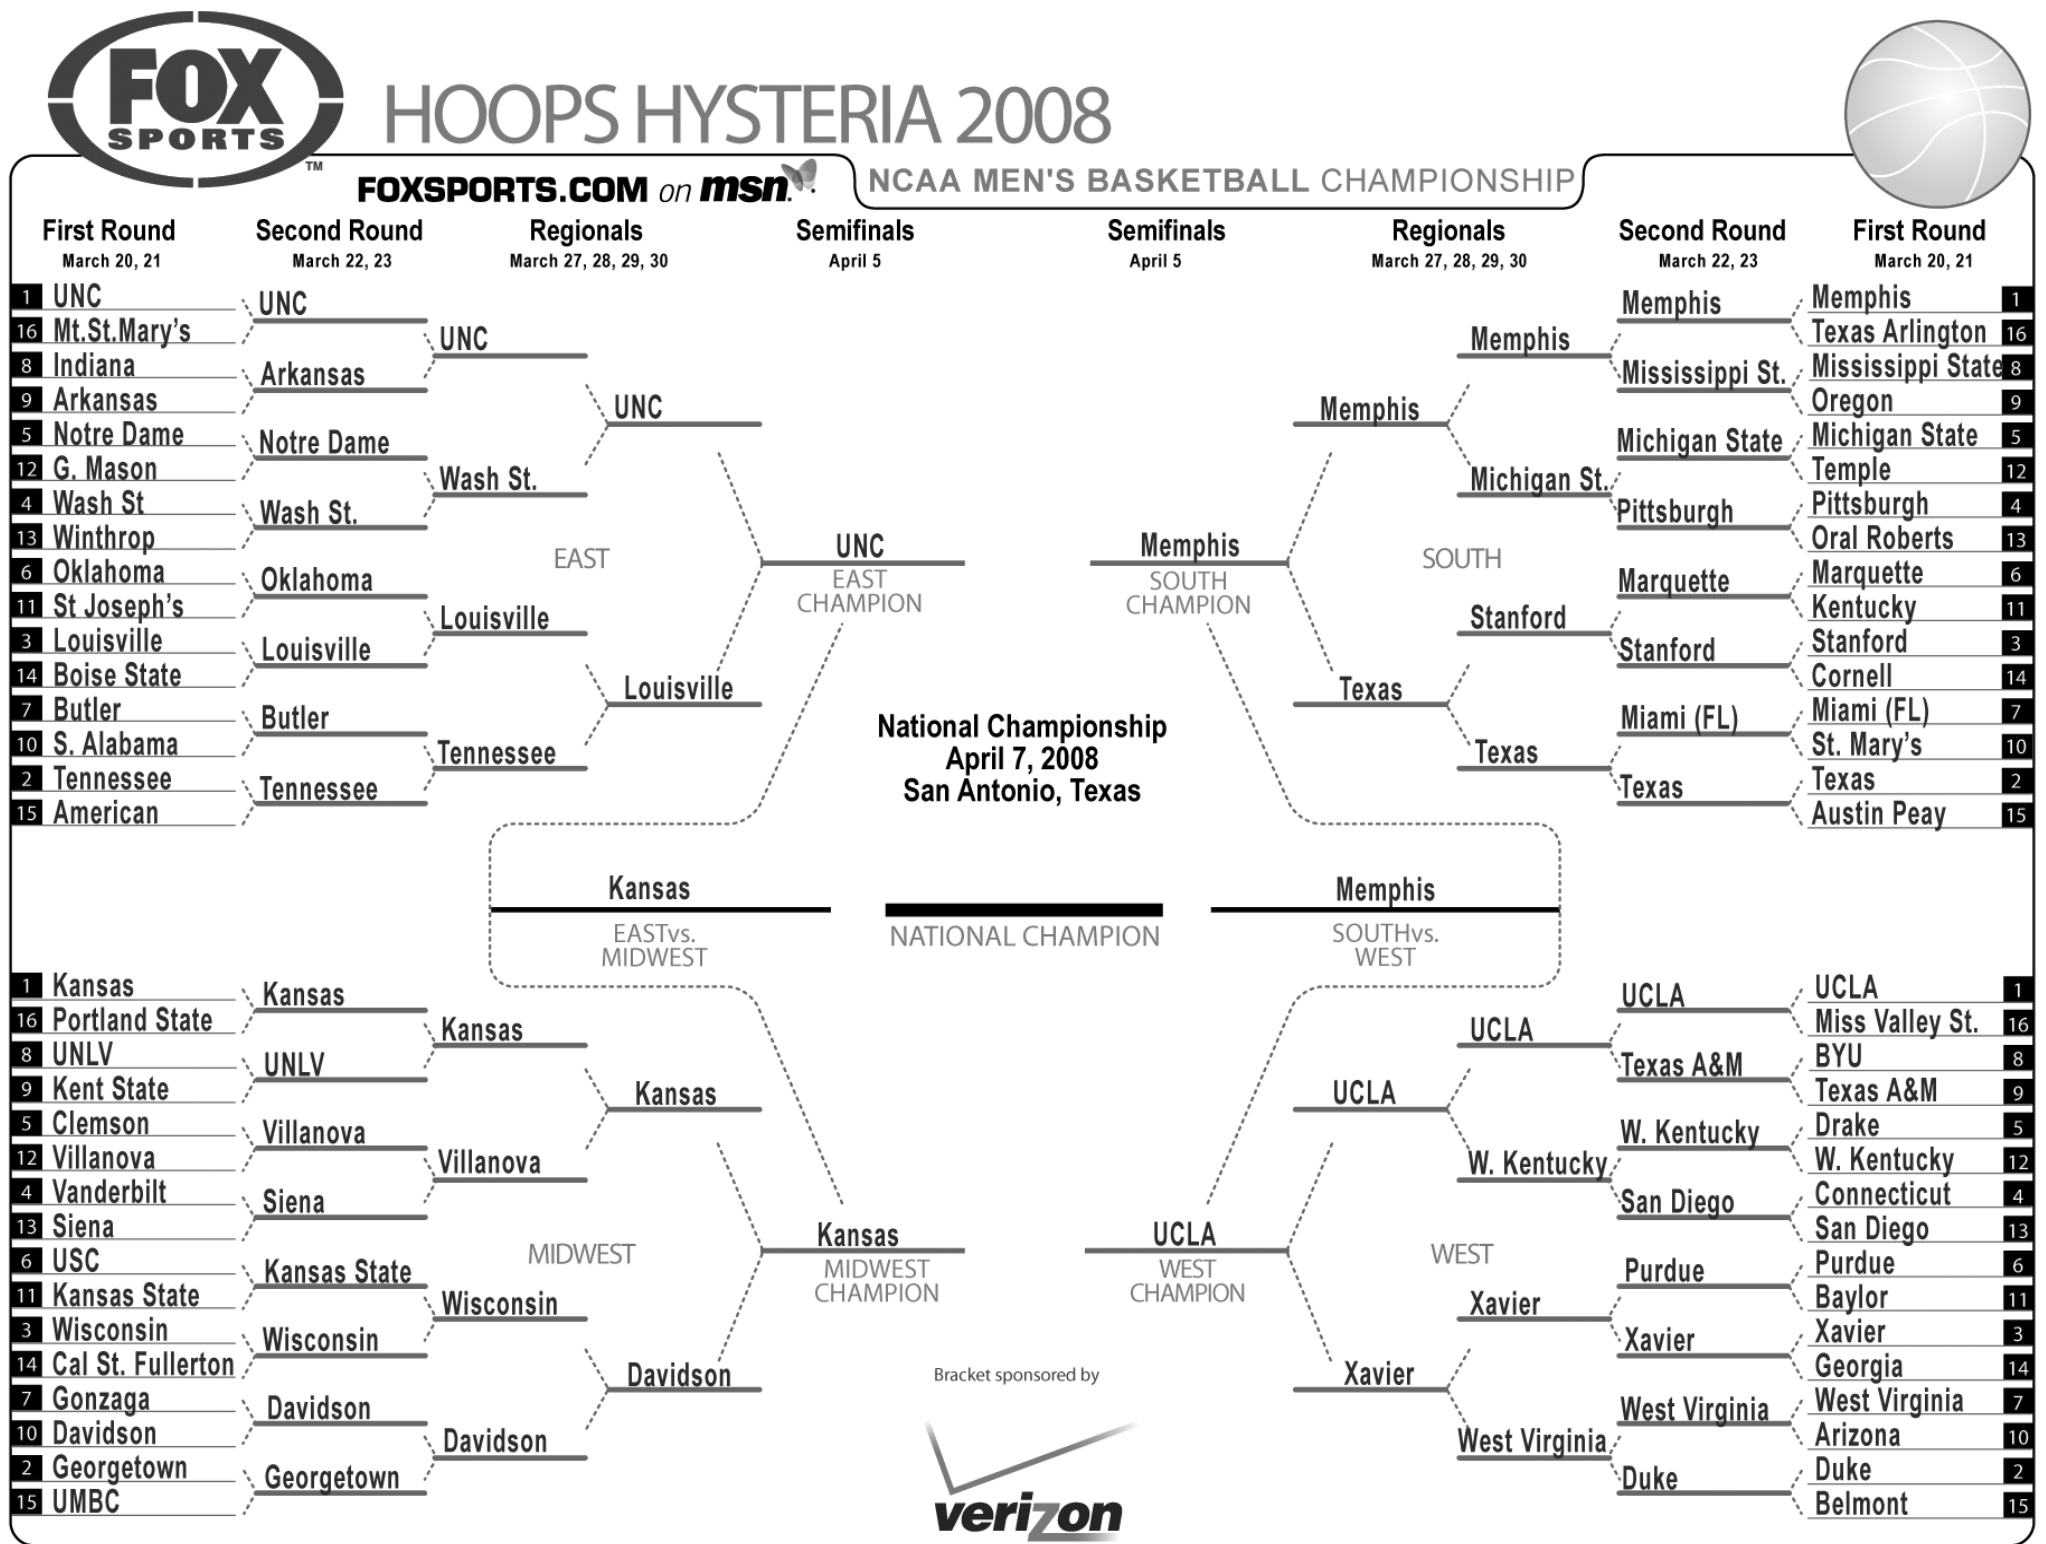 FOX
SPORTS
TM
HOOPS HYSTERIA 2008
FOXSPORTS.COM on msn.
NCAA MEN'S BASKETBALL CHAMPIONSHIP
First Round
March 20, 21
Second Round
March 22, 23
Regionals
March 27, 28, 29, 30
Semifinals
April 5
Semifinals
April 5
Regionals
March 27, 28, 29, 30
Second Round
March 22, 23
First Round
March 20, 21
1 UNC
16 Mt.St.Mary's
8 Indiana
9 Arkansas
5 Notre Dame
12 G. Mason
4 Wash St
13 Winthrop
6 Oklahoma
11 St Joseph's
3 Louisville
14 Boise State
7 Butler
10 S. Alabama
2 Tennessee
15 American
UNC
Arkansas
Notre Dame
Wash St.
Oklahoma
Louisville
Butler
Tennessee
UNC
Wash St.
Louisville
Tennessee
EAST
UNC
Louisville
UNC
EAST
CHAMPION
Memphis
SOUTH
CHAMPION
Memphis
Texas
SOUTH
Memphis
Michigan St.
Stanford
Texas
Memphis
Mississippi St.
Michigan State
Pittsburgh
Marquette
Stanford
Miami (FL)
Texas
Memphis 1
Texas Arlington 16
Mississippi State 8
Oregon 9
Michigan State 5
Temple 12
Pittsburgh 4
Oral Roberts 13
Marquette 6
Kentucky 11
Stanford 3
Cornell 14
Miami (FL) 7
St. Mary's 10
Texas 2
Austin Peay 15
National Championship
April 7, 2008
San Antonio, Texas
Kansas
EASTvs.
MIDWEST
NATIONAL CHAMPION
Memphis
SOUTHvs.
WEST
1 Kansas
16 Portland State
8 UNLV
9 Kent State
5 Clemson
12 Villanova
4 Vanderbilt
13 Siena
6 USC
11 Kansas State
3 Wisconsin
14 Cal St. Fullerton
7 Gonzaga
10 Davidson
2 Georgetown
15 UMBC
Kansas
UNLV
Villanova
Siena
Kansas State
Wisconsin
Davidson
Georgetown
Kansas
Villanova
Wisconsin
Davidson
MIDWEST
Kansas
Davidson
Kansas
MIDWEST
CHAMPION
UCLA
WEST
CHAMPION
UCLA
Xavier
WEST
UCLA
W. Kentucky
Xavier
West Virginia
UCLA
Texas A&M
W. Kentucky
San Diego
Purdue
Xavier
West Virginia
Duke
UCLA 1
Miss Valley St. 16
BYU 8
Texas A&M 9
Drake 5
W. Kentucky 12
Connecticut 4
San Diego 13
Purdue 6
Baylor 11
Xavier 3
Georgia 14
West Virginia 7
Arizona 10
Duke 2
Belmont 15
Bracket sponsored by
verizon